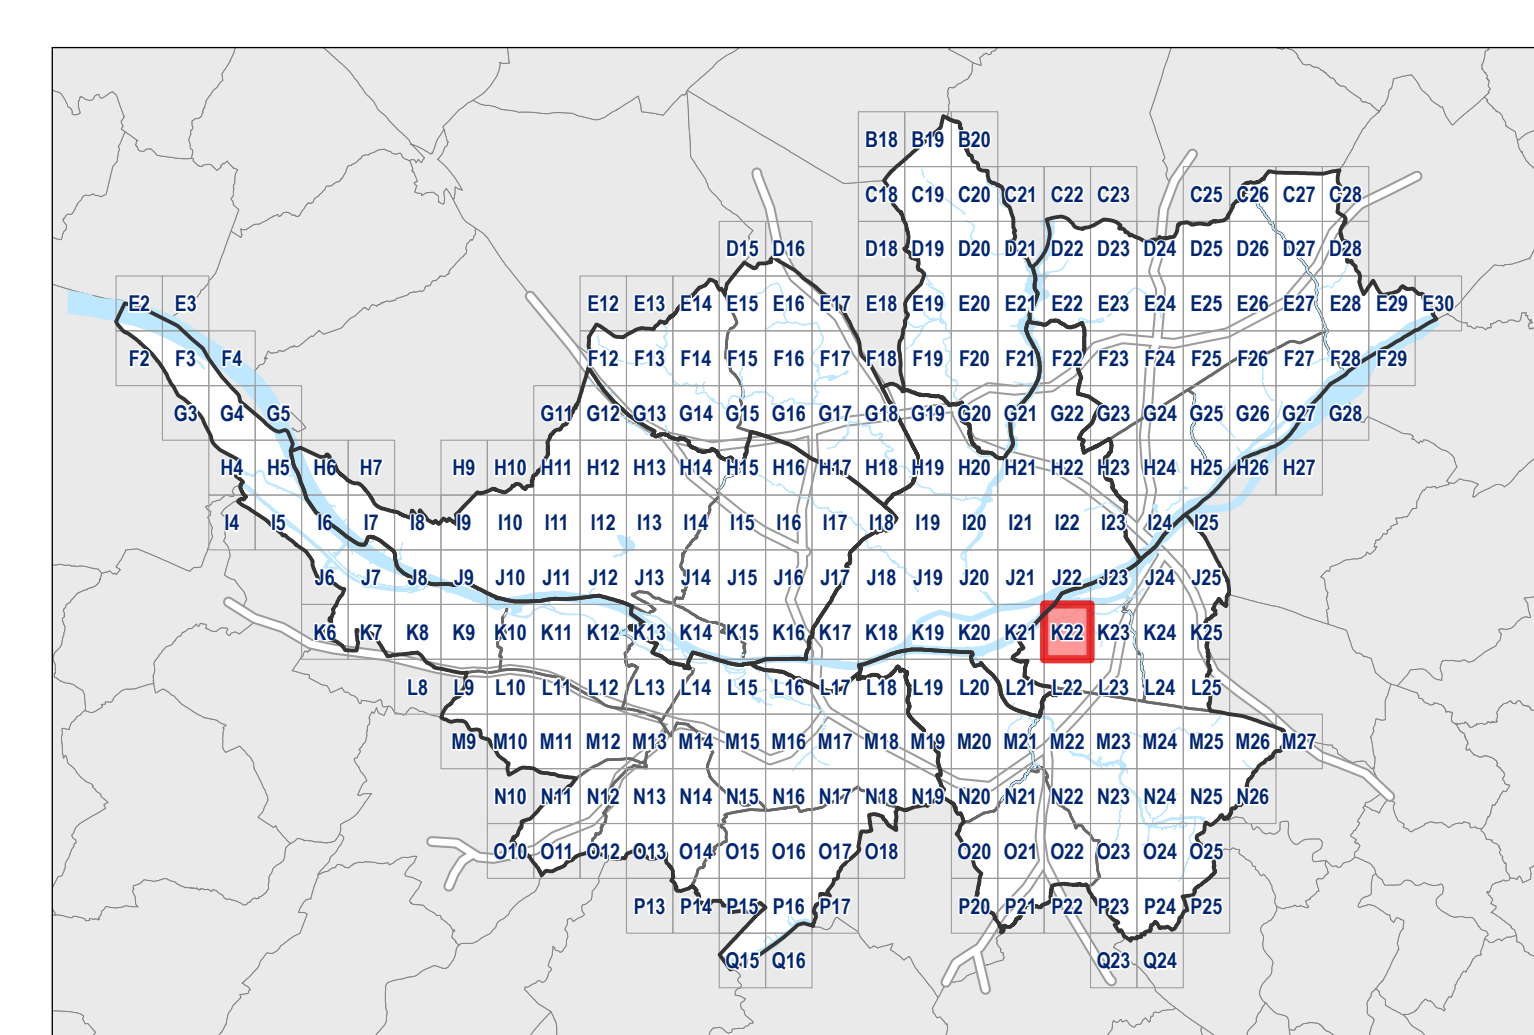 B18 B19 B20
C18 C19 C20 C21 C22 C23 C25 C26 C27 C28
D15 D16 D18 D19 D20 D21 D22 D23 D24 D25 D26 D27 D28
E2 E3 E12 E13 E14 E15 E16 E17 E18 E19 E20 E21 E22 E23 E24 E25 E26 E27 E28 E29 E30
F2 F3 F4 F12 F13 F14 F15 F16 F17 F18 F19 F20 F21 F22 F23 F24 F25 F26 F27 F28 F29
G3 G4 G5 G11 G12 G13 G14 G15 G16 G17 G18 G19 G20 G21 G22 G23 G24 G25 G26 G27 G28
H4 H5 H6 H7 H9 H10 H11 H12 H13 H14 H15 H16 H17 H18 H19 H20 H21 H22 H23 H24 H25 H26 H27
I4 I5 I6 I7 I8 I9 I10 I11 I12 I13 I14 I15 I16 I17 I18 I19 I20 I21 I22 I23 I24 I25
J6 J7 J8 J9 J10 J11 J12 J13 J14 J15 J16 J17 J18 J19 J20 J21 J22 J23 J24 J25
K6 K7 K8 K9 K10 K11 K12 K13 K14 K15 K16 K17 K18 K19 K20 K21 K22 K23 K24 K25
L8 L9 L10 L11 L12 L13 L14 L15 L16 L17 L18 L19 L20 L21 L22 L23 L24 L25
M9 M10 M11 M12 M13 M14 M15 M16 M17 M18 M19 M20 M21 M22 M23 M24 M25 M26 M27
N10 N11 N12 N13 N14 N15 N16 N17 N18 N19 N20 N21 N22 N23 N24 N25 N26
O10 O11 O12 O13 O14 O15 O16 O17 O18 O20 O21 O22 O23 O24 O25
P13 P14 P15 P16 P17 P20 P21 P22 P23 P24 P25
Q15 Q16 Q23 Q24